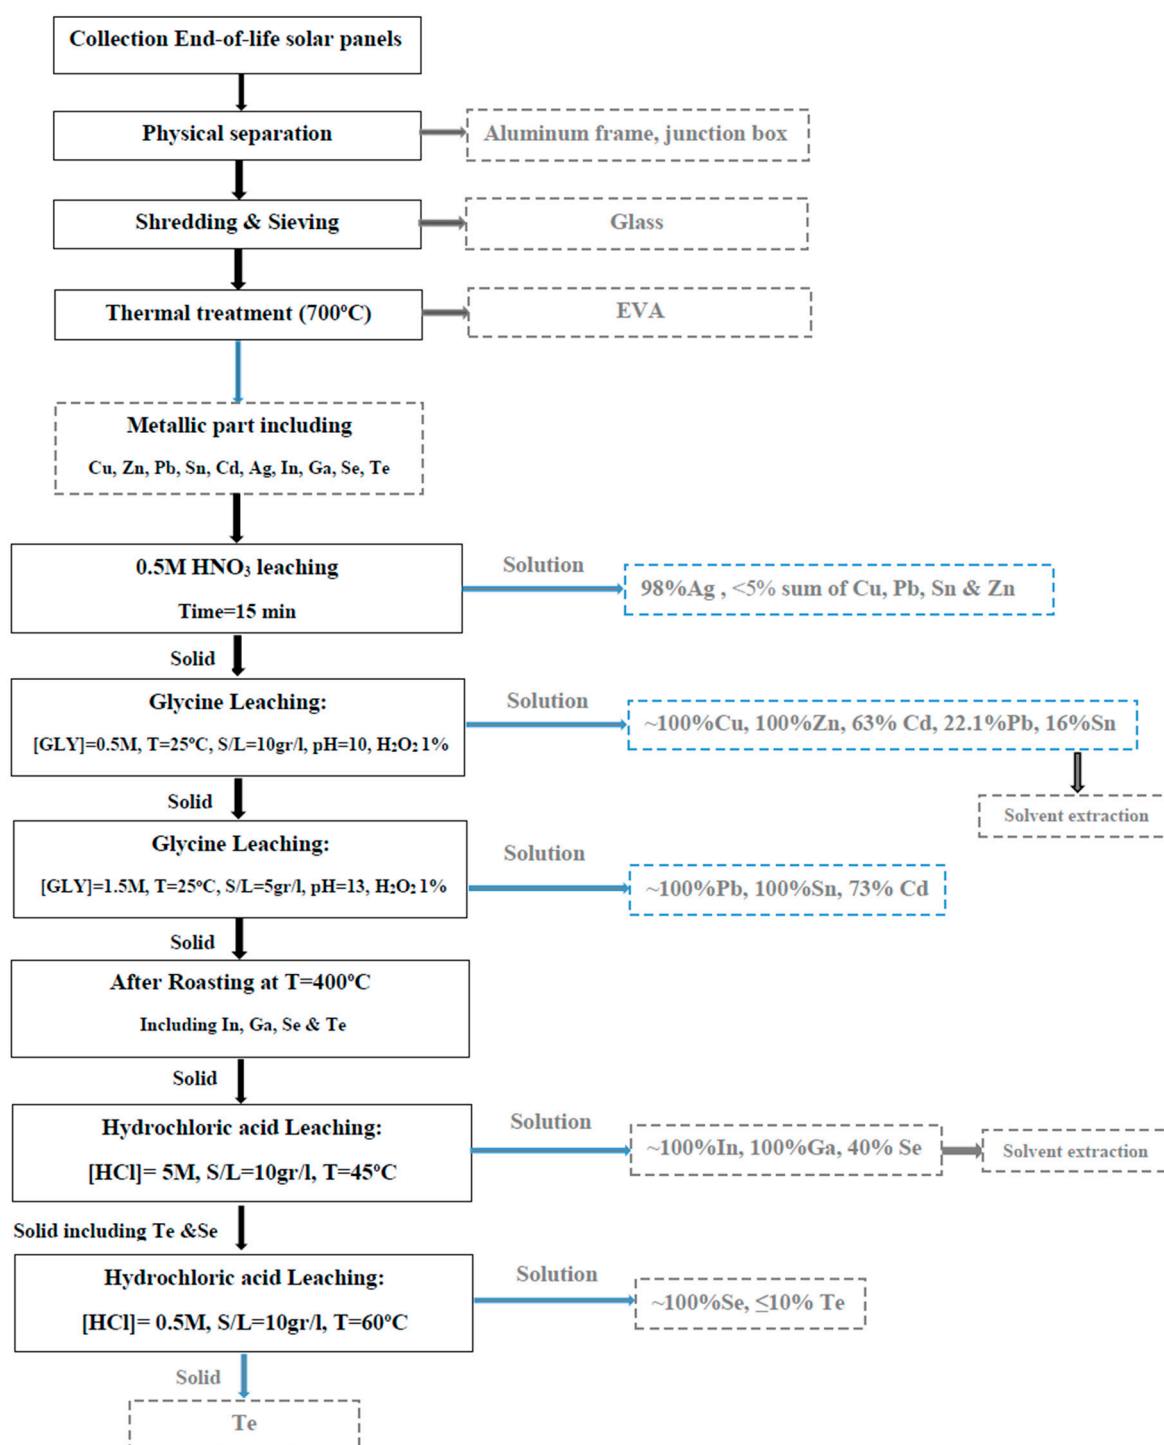 Collection End-of-life solar panels
Physical separation
Aluminum frame, junction box
Shredding & Sieving
Glass
Thermal treatment (700ºC)
EVA
Metallic part including
Cu, Zn, Pb, Sn, Cd, Ag, In, Ga, Se, Te
0.5M HNO₃ leaching
Time=15 min
Solution
98%Ag , <5% sum of Cu, Pb, Sn & Zn
Solid
Glycine Leaching:
[GLY]=0.5M, T=25ºC, S/L=10gr/l, pH=10, H₂O₂ 1%
Solution
~100%Cu, 100%Zn, 63% Cd, 22.1%Pb, 16%Sn
Solvent extraction
Solid
Glycine Leaching:
[GLY]=1.5M, T=25ºC, S/L=5gr/l, pH=13, H₂O₂ 1%
Solution
~100%Pb, 100%Sn, 73% Cd
Solid
After Roasting at T=400ºC
Including In, Ga, Se & Te
Solid
Hydrochloric acid Leaching:
[HCl]= 5M, S/L=10gr/l, T=45ºC
Solution
~100%In, 100%Ga, 40% Se
Solvent extraction
Solid including Te &Se
Hydrochloric acid Leaching:
[HCl]= 0.5M, S/L=10gr/l, T=60ºC
Solution
~100%Se, ≤10% Te
Solid
Te